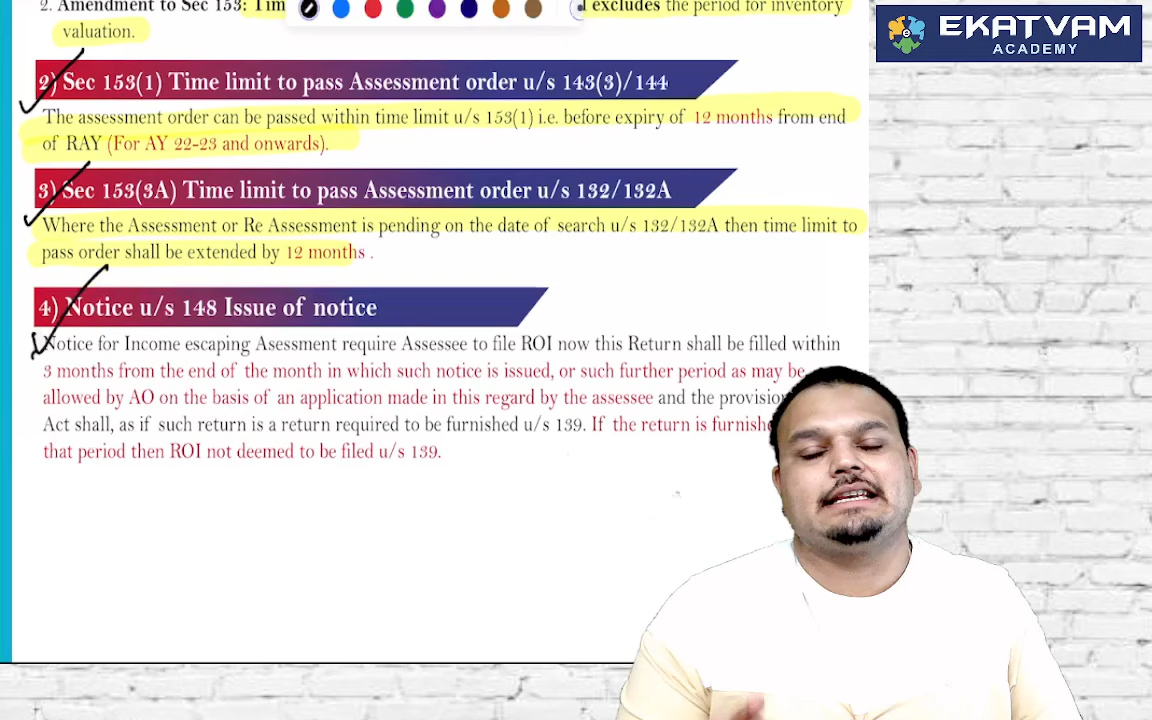 2. Amendment to Sec 153: Tim excludes the period for inventory
valuation.
EKATVAM
ACADEMY
2) Sec 153(1) Time limit to pass Assessment order u/s 143(3)/144
The assessment order can be passed within time limit u/s 153(1) i.e. before expiry of 12 months from end
of RAY (For AY 22-23 and onwards).
3) Sec 153(3A) Time limit to pass Assessment order u/s 132/132A
Where the Assessment or Re Assessment is pending on the date of search u/s 132/132A then time limit to
pass order shall be extended by 12 months .
4) Notice u/s 148 Issue of notice
Notice for Income escaping Asessment require Assessee to file ROI now this Return shall be filled within
3 months from the end of the month in which such notice is issued, or such further period as may be
allowed by AO on the basis of an application made in this regard by the assessee and the provision
Act shall, as if such return is a return required to be furnished u/s 139. If the return is furnishe
that period then ROI not deemed to be filed u/s 139.